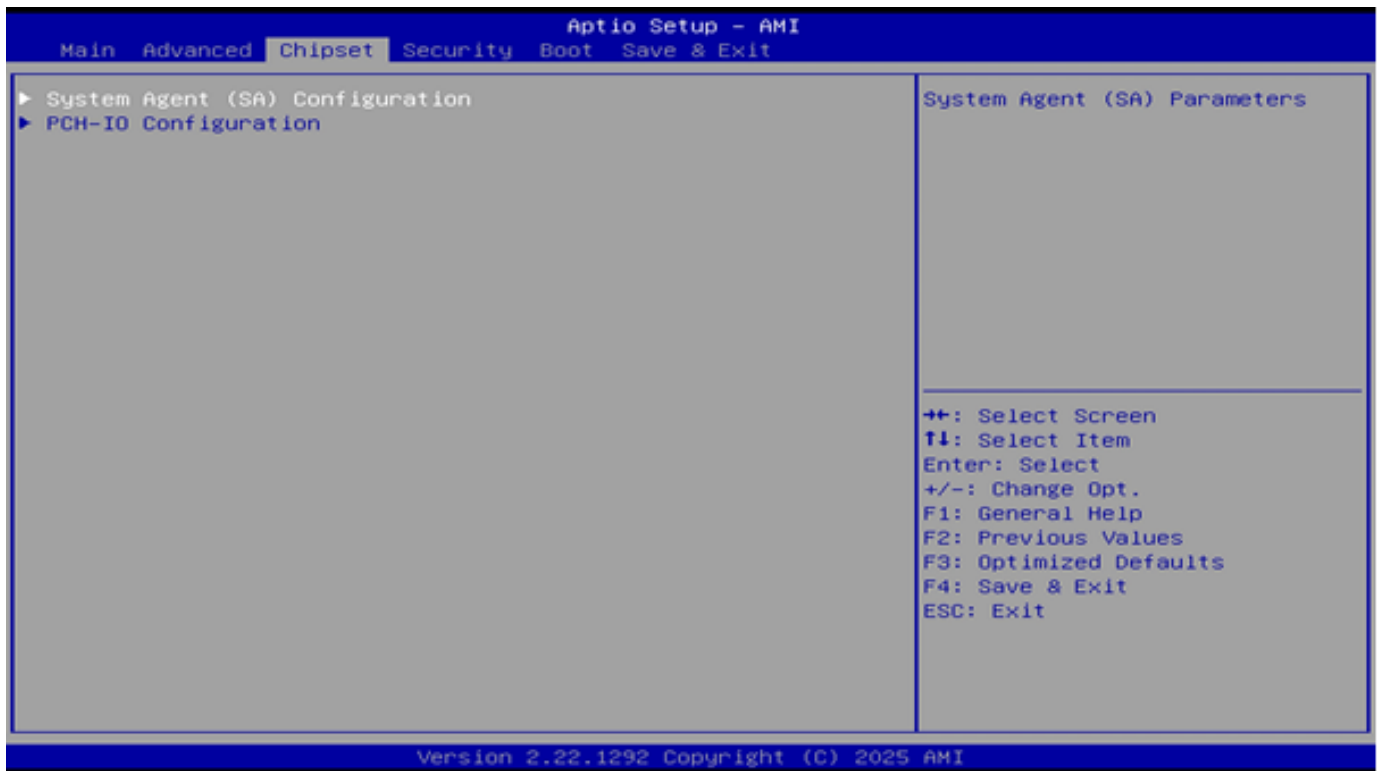 Aptio Setup - AMI
Main Advanced Chipset Security Boot Save & Exit
► System Agent (SA) Configuration
► PCH-IO Configuration
System Agent (SA) Parameters
→←: Select Screen
↑↓: Select Item
Enter: Select
+/-: Change Opt.
F1: General Help
F2: Previous Values
F3: Optimized Defaults
F4: Save & Exit
ESC: Exit
Version 2.22.1292 Copyright (C) 2025 AMI